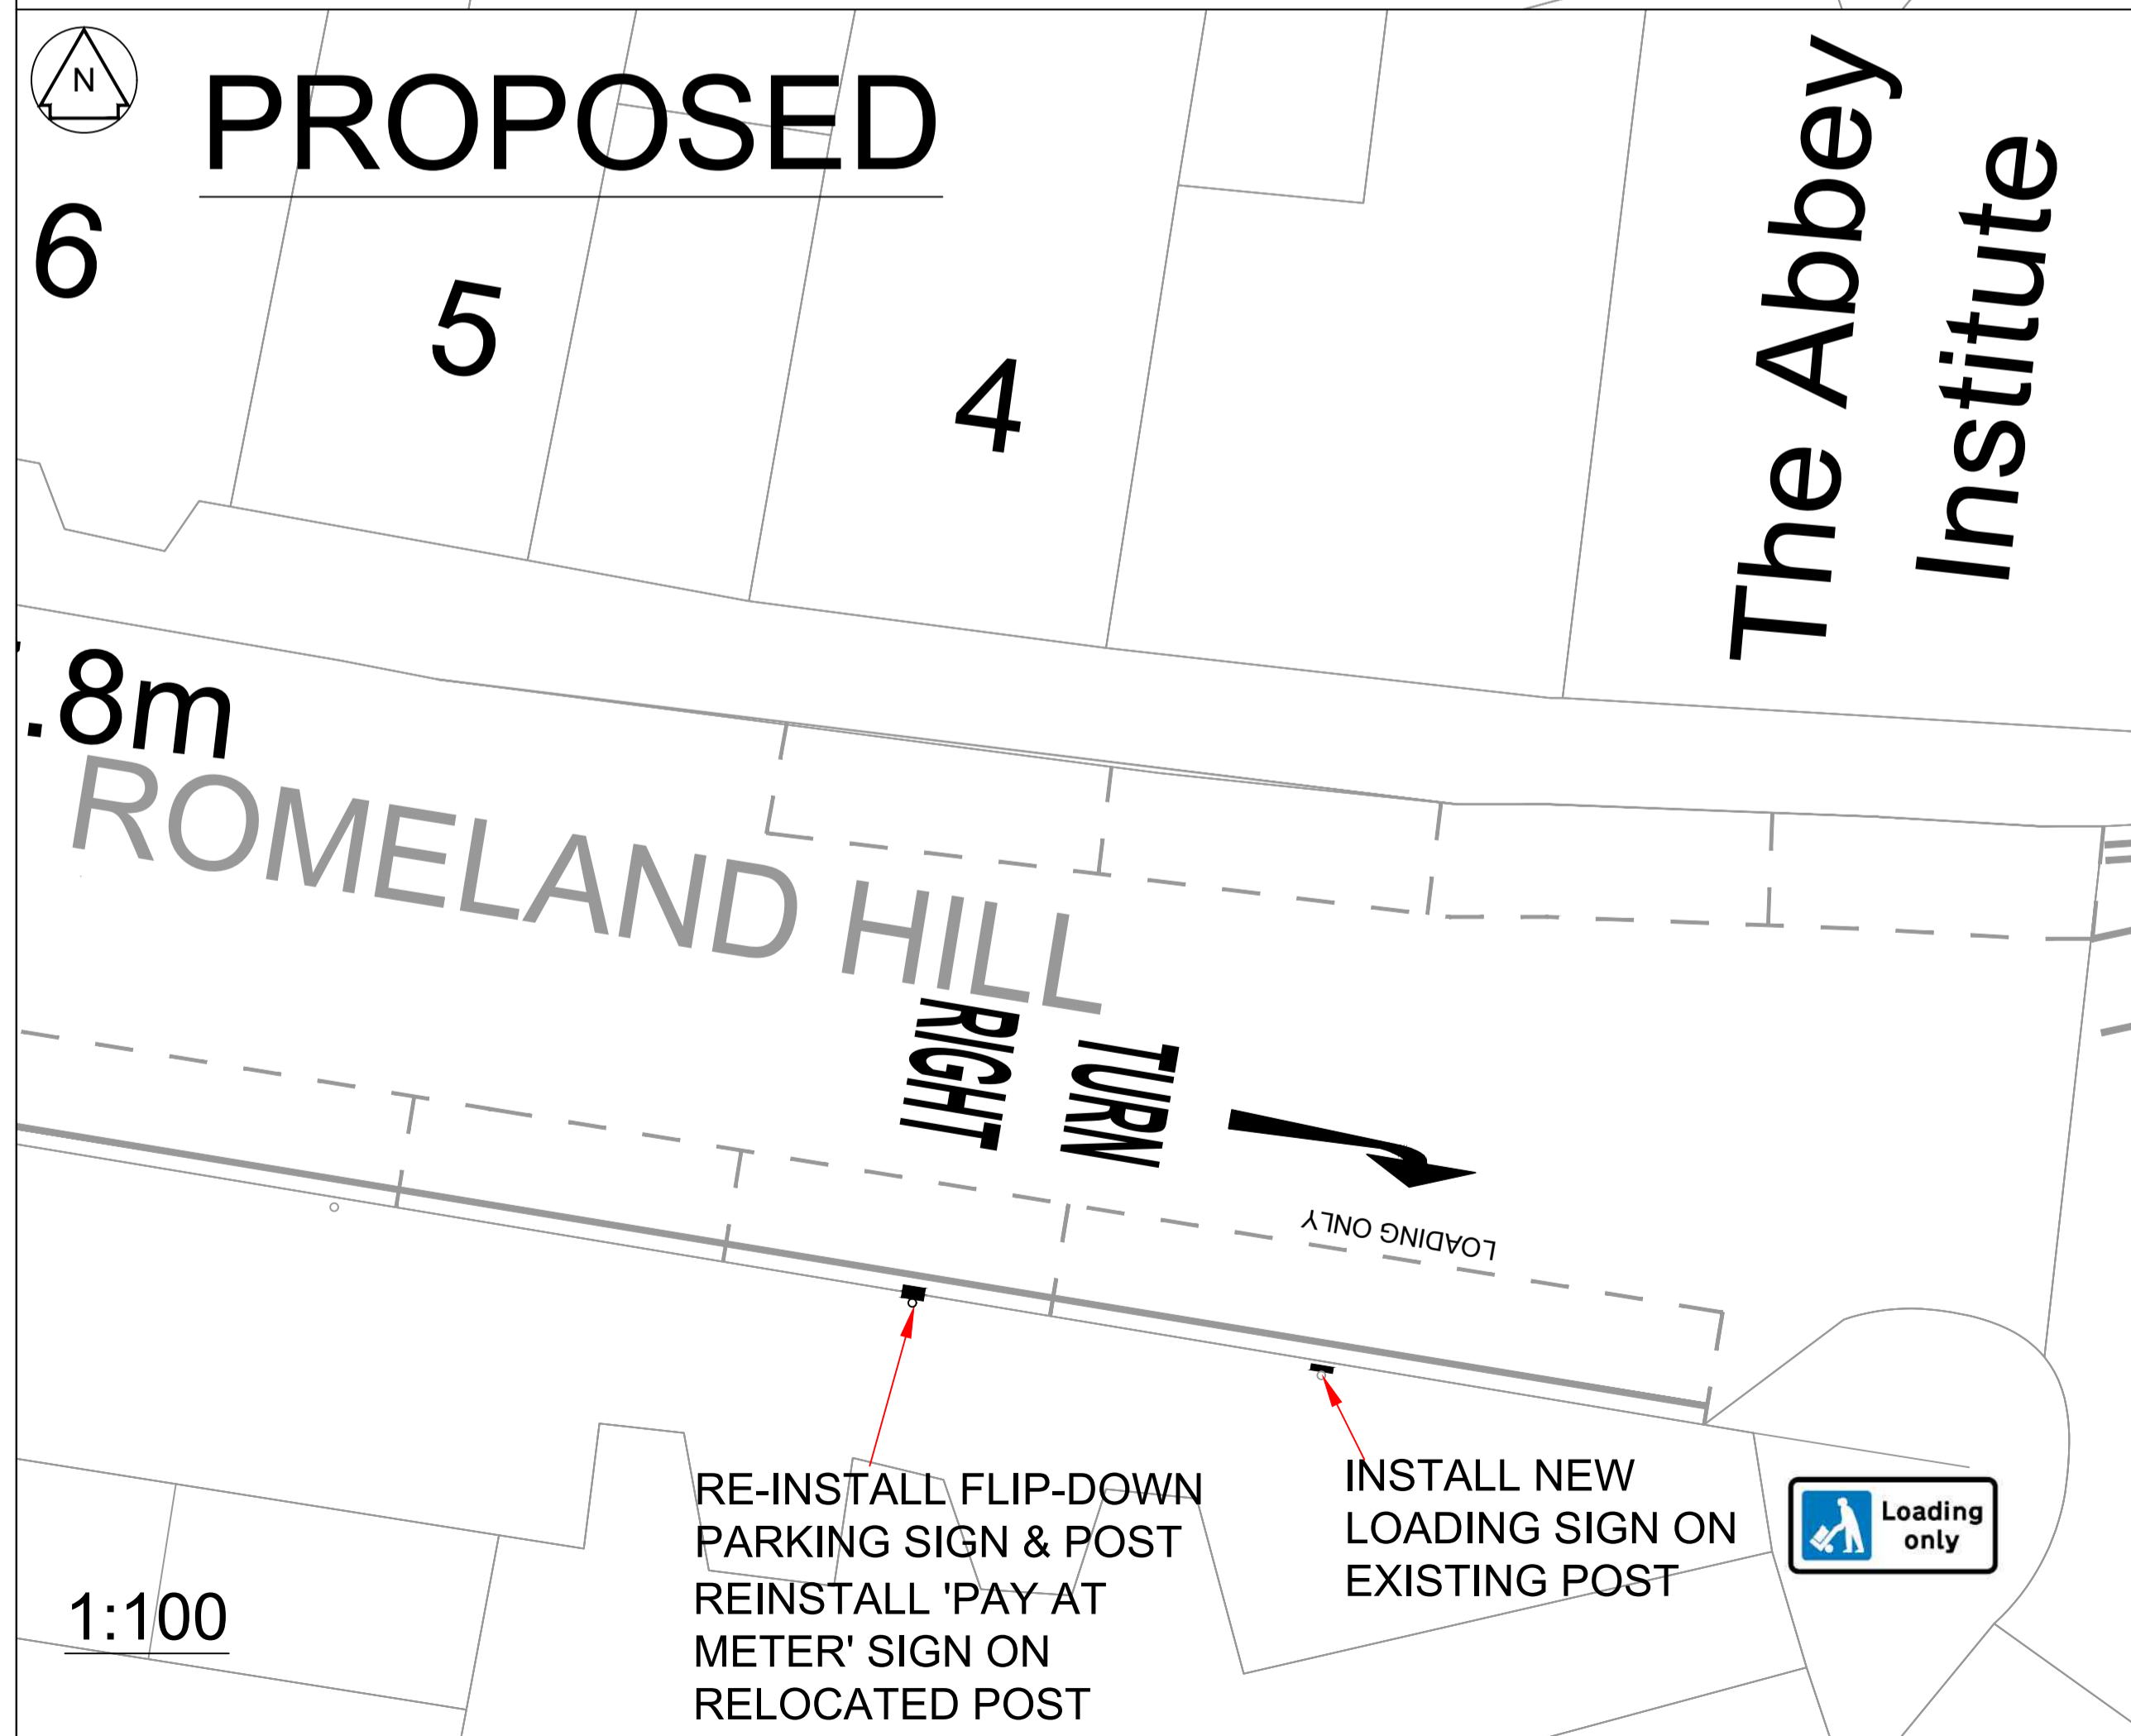 N
PROPOSED
6
5
4
The Abbey
Institute
.8m
ROMELAND HILL
RIGHT
TURN
LOADING ONLY
RE-INSTALL FLIP-DOWN
PARKING SIGN & POST
REINSTALL 'PAY AT
METER' SIGN ON
RELOCATED POST
INSTALL NEW
LOADING SIGN ON
EXISTING POST
Loading
only
1:100